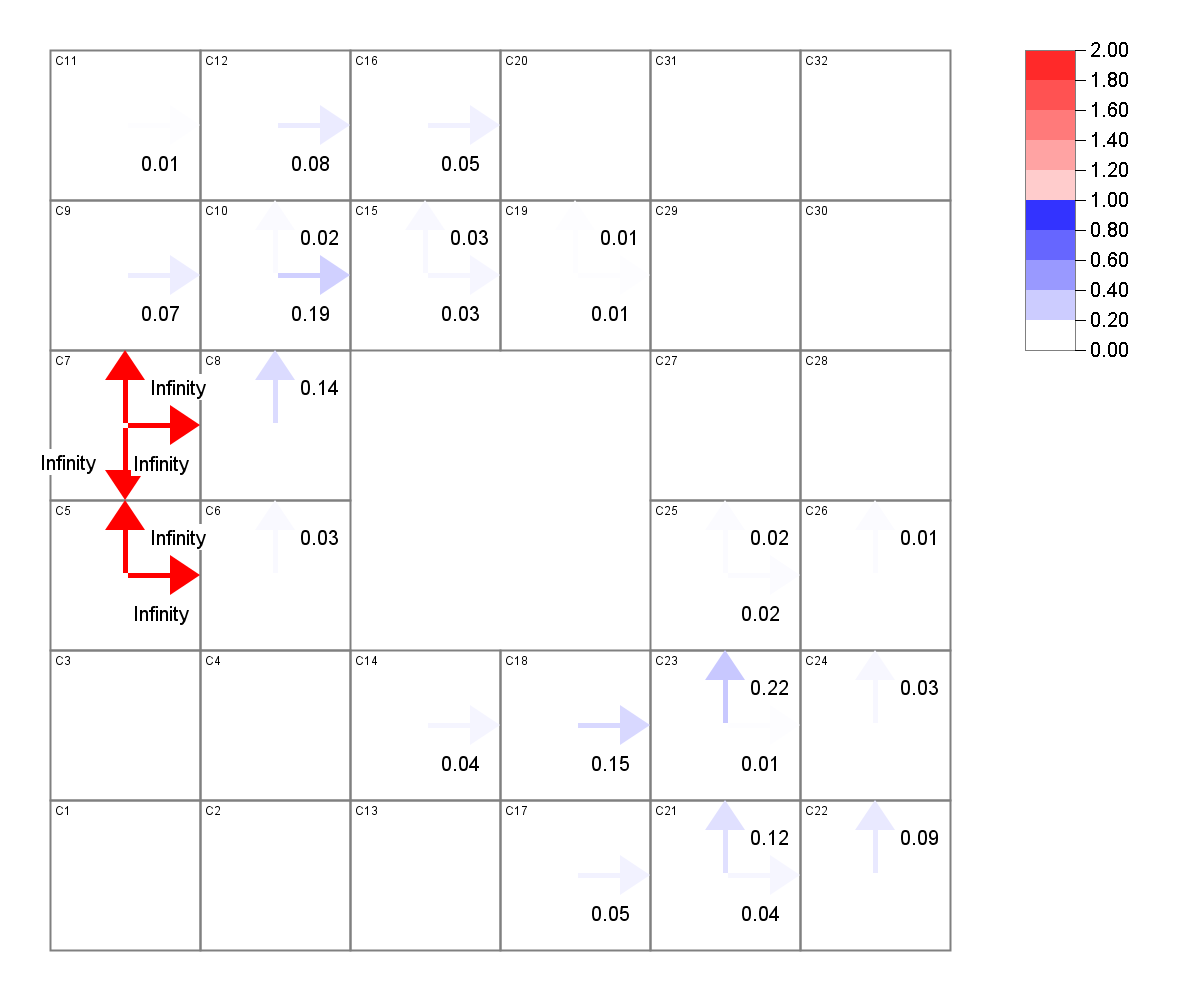 C11 C12 C16 C20 C31 C32
0.01 0.08 0.05
C9 C10 C15 C19 C29 C30
0.02 0.03 0.01
0.07 0.19 0.03 0.01
C7 C8 C27 C28
Infinity 0.14
Infinity Infinity
C5 C6 C25 C26
Infinity 0.03 0.02 0.01
Infinity 0.02
C3 C4 C14 C18 C23 C24
0.22 0.03
0.04 0.15 0.01
C1 C2 C13 C17 C21 C22
0.12 0.09
0.05 0.04
2.00
1.80
1.60
1.40
1.20
1.00
0.80
0.60
0.40
0.20
0.00